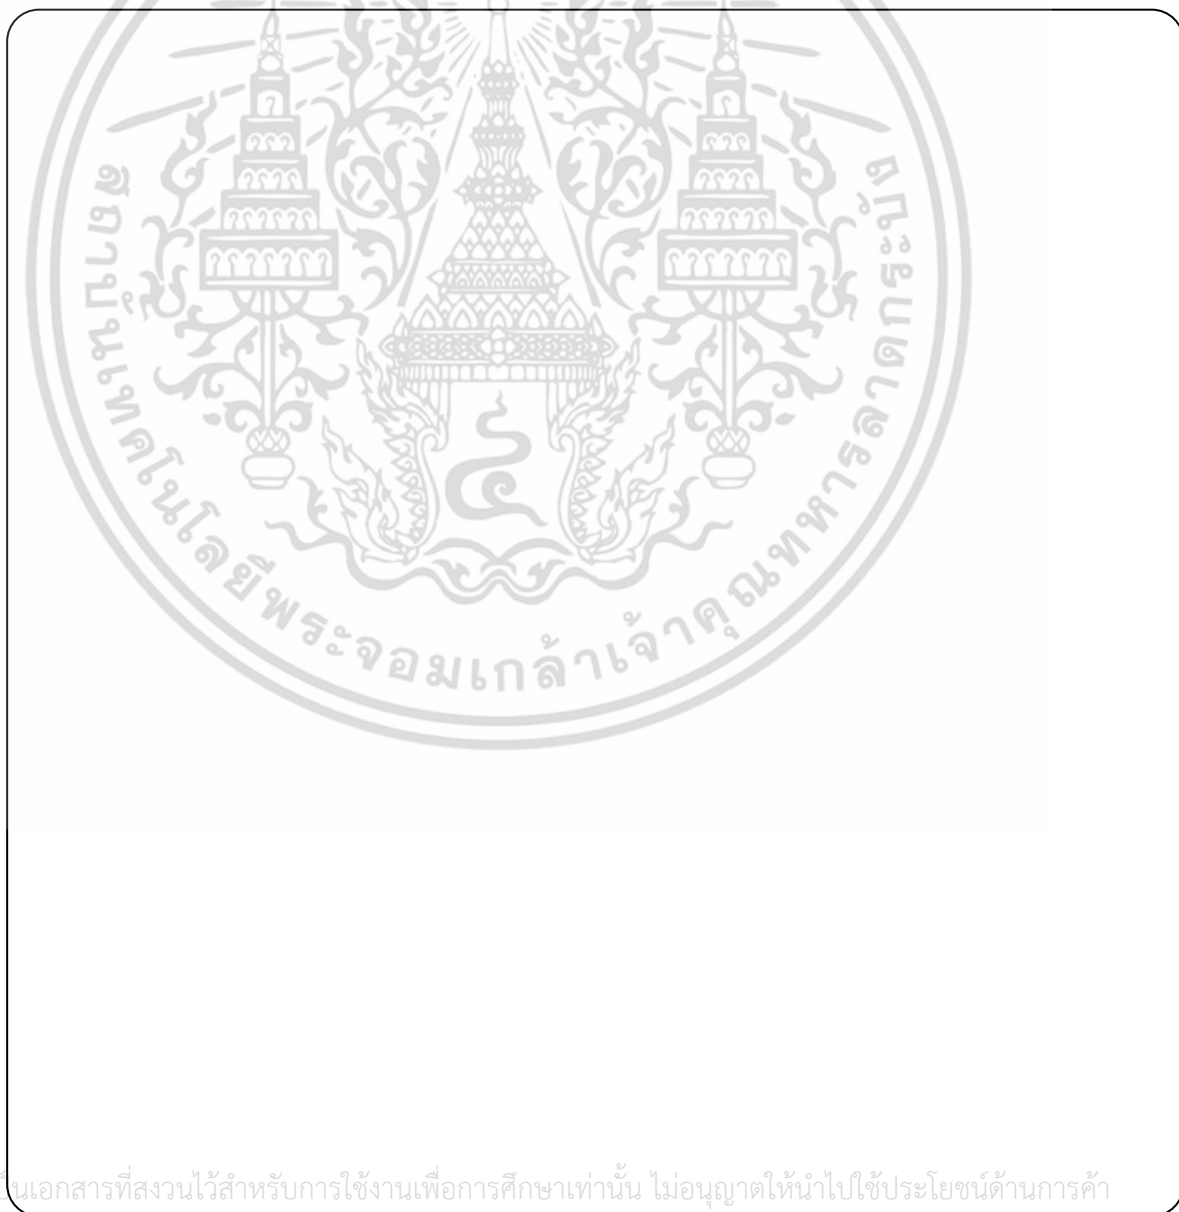 สถาบันเทคโนโลยีพระจอมเกล้าเจ้าคุณทหารลาดกระบัง
๔
นเอกสารที่สงวนไว้สำหรับการใช้งานเพื่อการศึกษาเท่านั้น ไม่อนุญาตให้นำไปใช้ประโยชน์ด้านการค้า